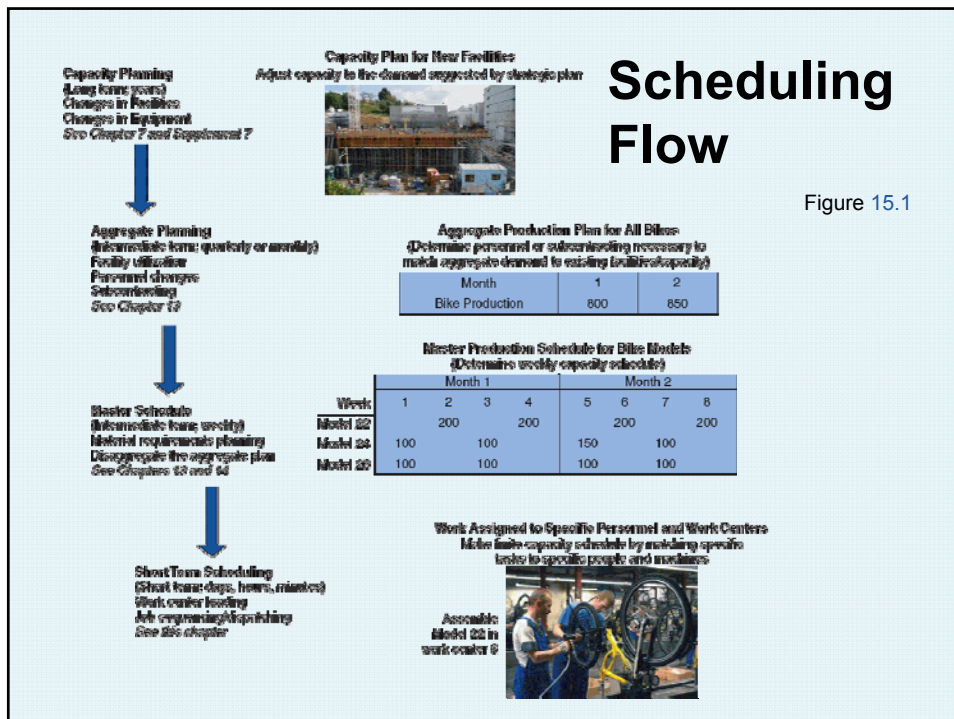 Scheduling
Flow
Figure 15.1
Capacity Planning
(Long term; years)
Changes in Facilities
Changes in Equipment
See Chapter 7 and Supplement 7
Capacity Plan for New Facilities
Adjust capacity to the demand suggested by strategic plan
Aggregate Planning
(Intermediate term; quarterly or monthly)
Facility utilization
Personnel changes
Subcontracting
See Chapter 13
Aggregate Production Plan for All Bikes
(Determine personnel or subcontracting necessary to
match aggregate demand to existing facilities/capacity)
Month 1 2
Bike Production 800 850
Master Schedule
(Intermediate term; weekly)
Material requirements planning
Disaggregate the aggregate plan
See Chapters 13 and 14
Master Production Schedule for Bike Models
(Determine weekly capacity schedule)
Month 1 Month 2
Week 1 2 3 4 5 6 7 8
Model 22 200 200 200 200
Model 24 100 100 150 100
Model 26 100 100 100 100
Short Term Scheduling
(Short term; days, hours, minutes)
Work center loading
Job sequencing/dispatching
See this chapter
Work Assigned to Specific Personnel and Work Centers
Make finite capacity schedule by matching specific
tasks to specific people and machines
Assemble
Model 22 in
work center 6